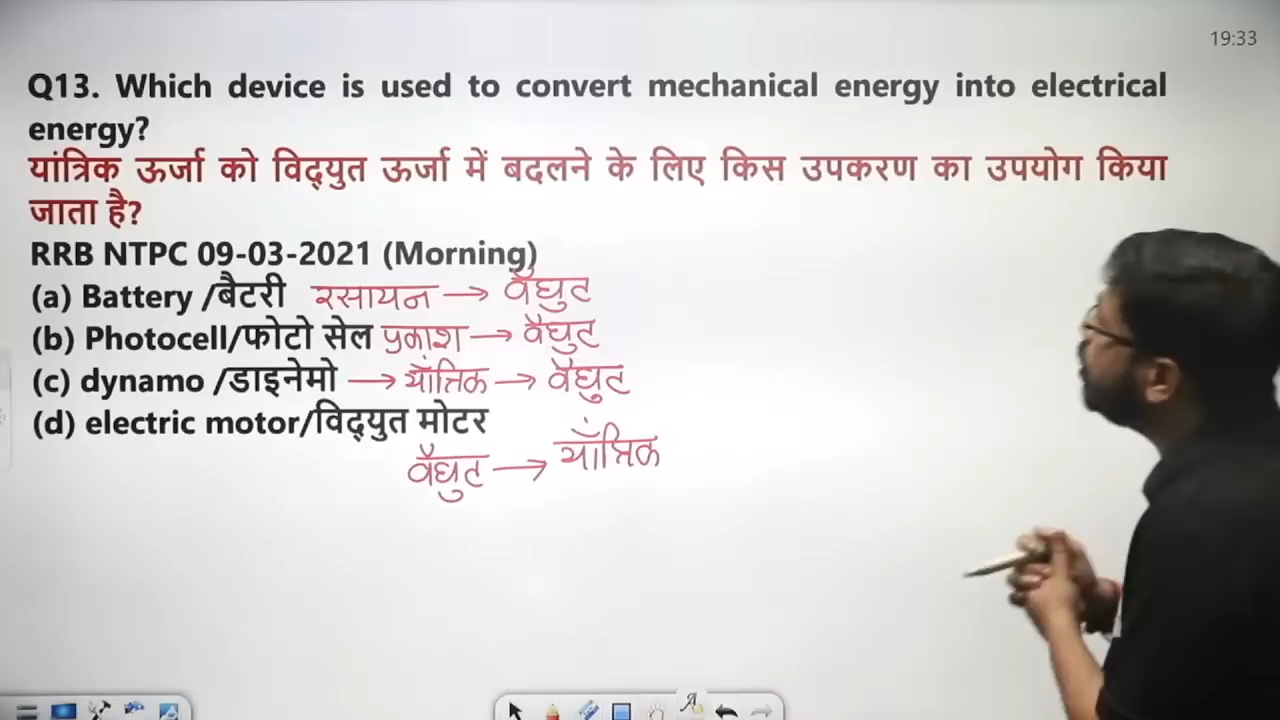 19:33
Q13. Which device is used to convert mechanical energy into electrical
energy?
यांत्रिक ऊर्जा को विद्युत ऊर्जा में बदलने के लिए किस उपकरण का उपयोग किया
जाता है?
RRB NTPC 09-03-2021 (Morning)
(a) Battery /बैटरी रसायन → वैघुट
(b) Photocell/फोटो सेल प्रकाश → वैघुट
(c) dynamo /डाइनेमो → याँत्रिक → वैघुट
(d) electric motor/विद्युत मोटर
वैघुट → याँत्रिक